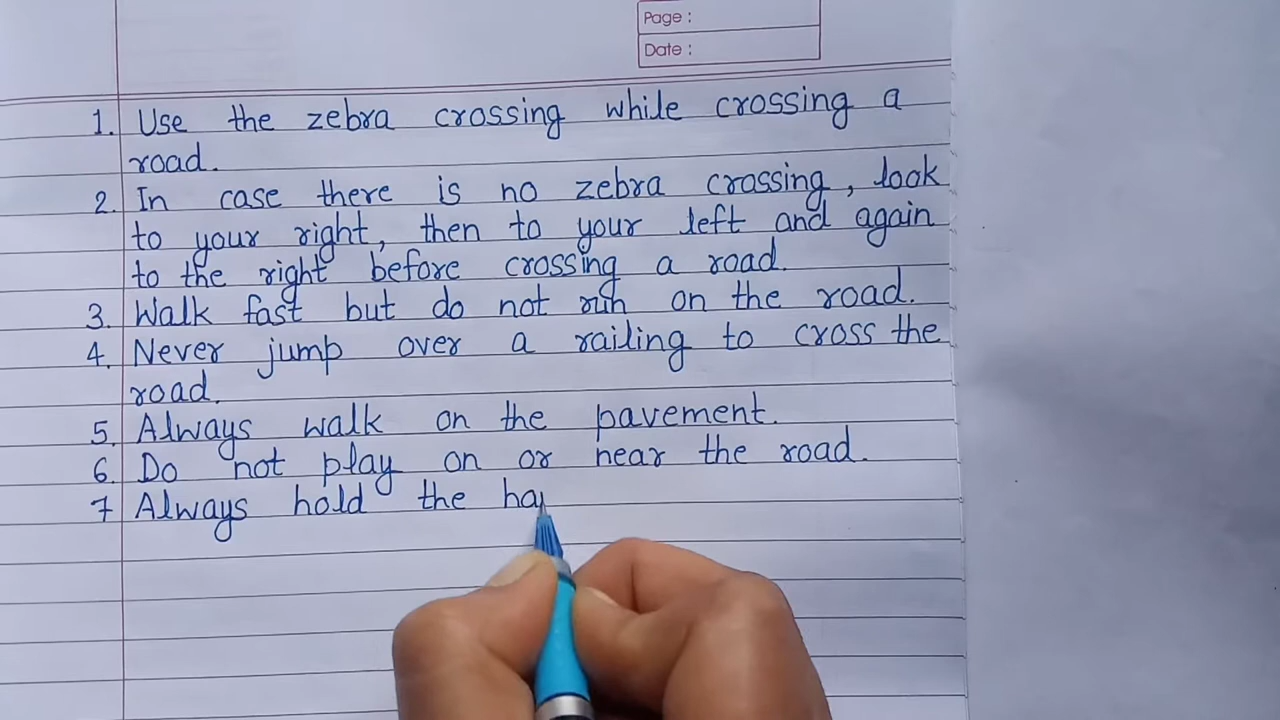 Page :
Date :
1. Use the zebra crossing while crossing a
road.
2. In case there is no zebra crossing, look
to your right, then to your left and again
to the right before crossing a road.
3. Walk fast but do not run on the road.
4. Never jump over a railing to cross the
road.
5. Always walk on the pavement.
6. Do not play on or near the road.
7 Always hold the ha